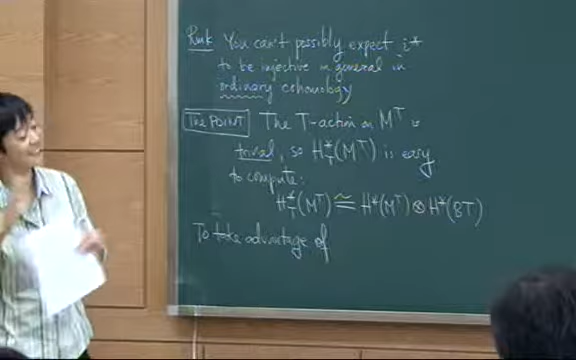 Rmk You can't possibly expect i*
to be injective in general in
ordinary cohomology
THE POINT The T-action on M^T is
trivial, so H*_T(M^T) is easy
to compute:
H*_T(M^T) ≅ H*(M^T) ⊗ H*(BT)
To take advantage of